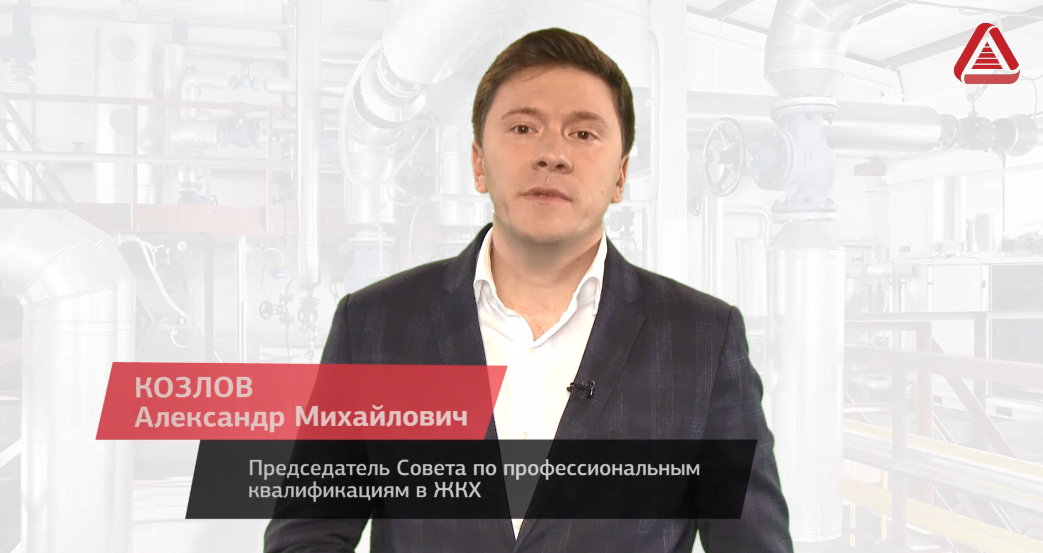 КОЗЛОВ
Александр Михайлович
Председатель Совета по профессиональным
квалификациям в ЖКХ